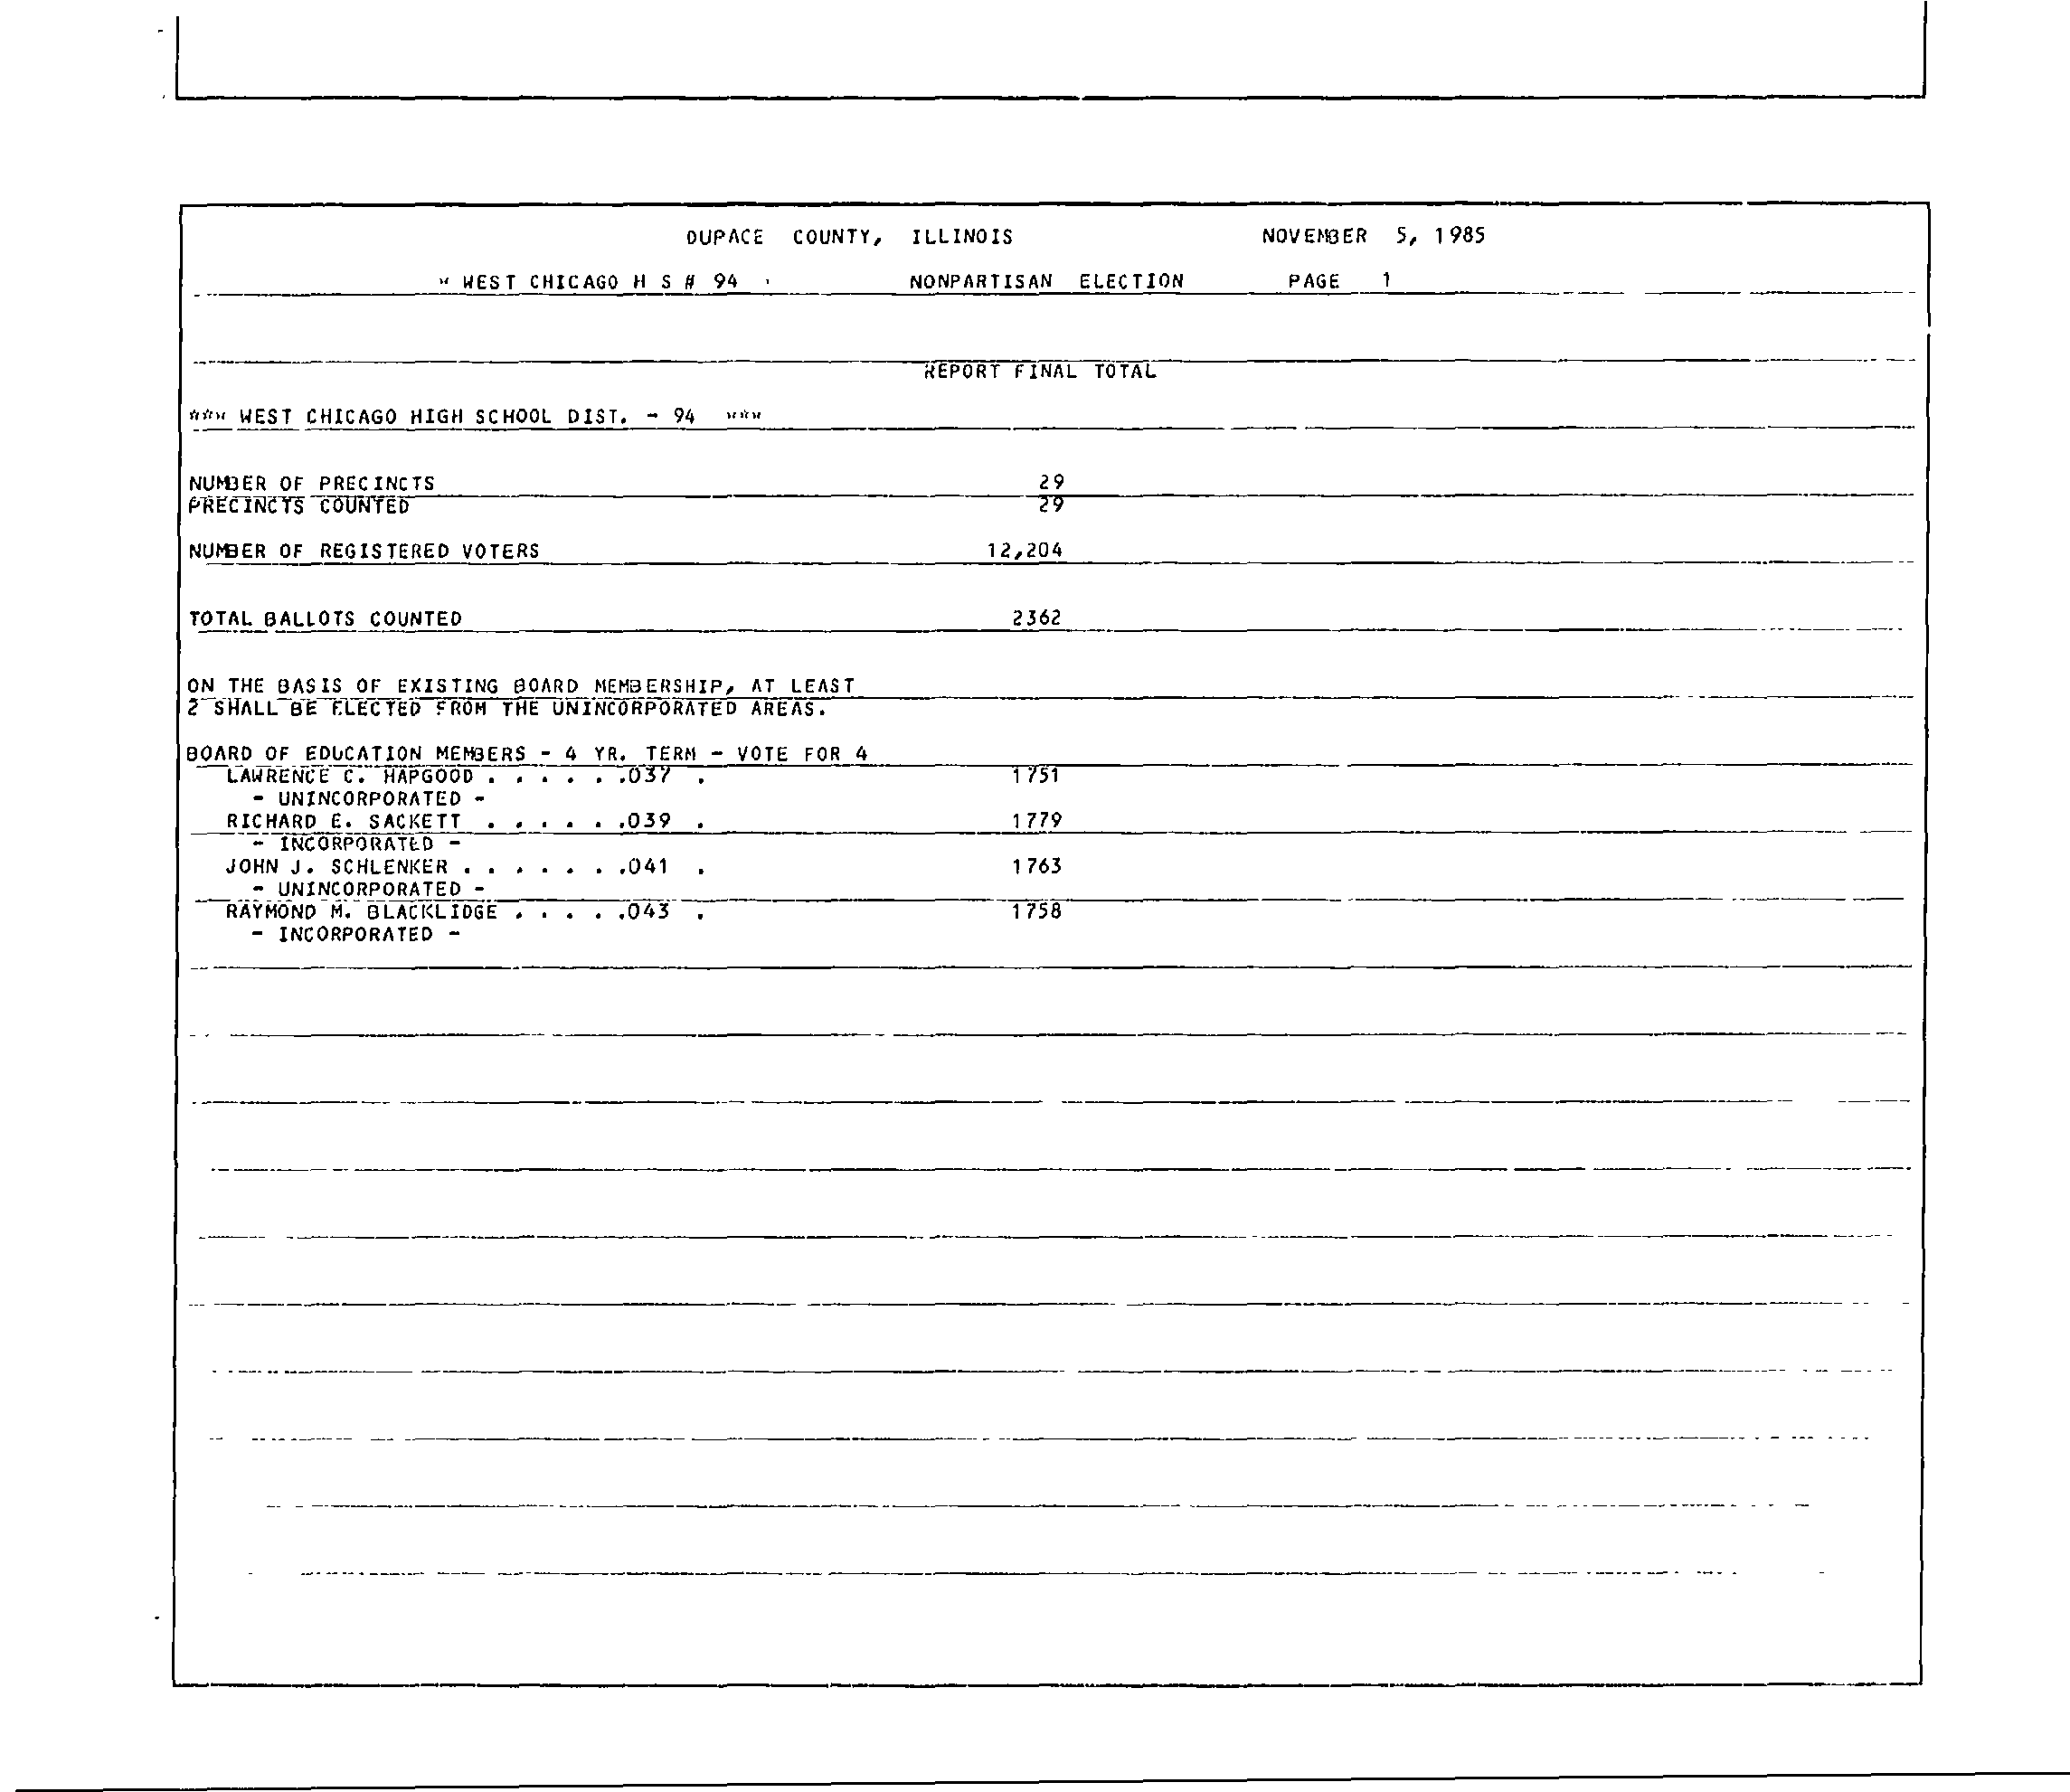 DUPAGE COUNTY, ILLINOIS NOVEMBER 5, 1985
* WEST CHICAGO H S # 94 * NONPARTISAN ELECTION PAGE 1
REPORT FINAL TOTAL
*** WEST CHICAGO HIGH SCHOOL DIST. - 94 ***
NUMBER OF PRECINCTS 29
PRECINCTS COUNTED 29
NUMBER OF REGISTERED VOTERS 12,204
TOTAL BALLOTS COUNTED 2362
ON THE BASIS OF EXISTING BOARD MEMBERSHIP, AT LEAST
2 SHALL BE ELECTED FROM THE UNINCORPORATED AREAS.
BOARD OF EDUCATION MEMBERS - 4 YR. TERM - VOTE FOR 4
LAWRENCE C. HAPGOOD . . . . . .037 . 1751
- UNINCORPORATED -
RICHARD E. SACKETT . . . . . .039 . 1779
- INCORPORATED -
JOHN J. SCHLENKER . . . . . . .041 . 1763
- UNINCORPORATED -
RAYMOND M. BLACKLIDGE . . . . .043 . 1758
- INCORPORATED -